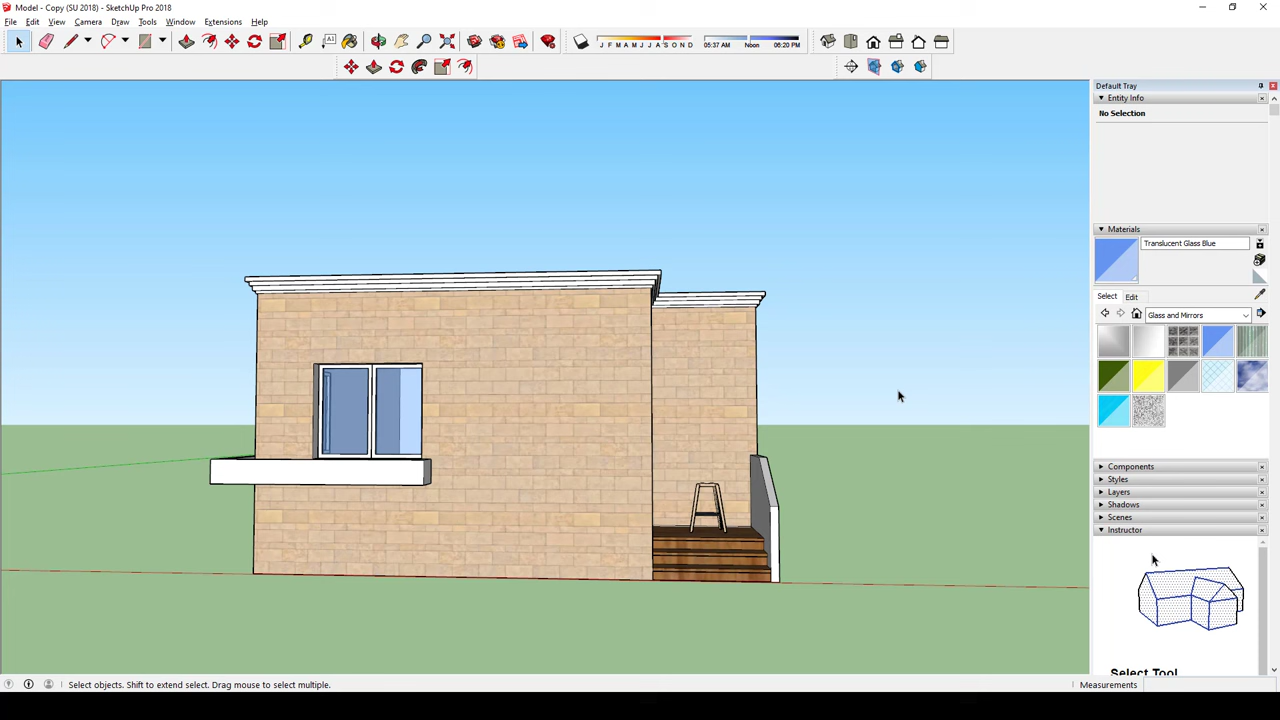 Model - Copy (SU 2018) - SketchUp Pro 2018
File Edit View Camera Draw Tools Window Extensions Help
J F M A M J J A S O N D 05:37 AM Noon 06:20 PM
Default Tray
Entity Info
No Selection
Materials
Translucent Glass Blue
Select Edit
Glass and Mirrors
Components
Styles
Layers
Shadows
Scenes
Instructor
Select Tool
Select objects. Shift to extend select. Drag mouse to select multiple.
Measurements